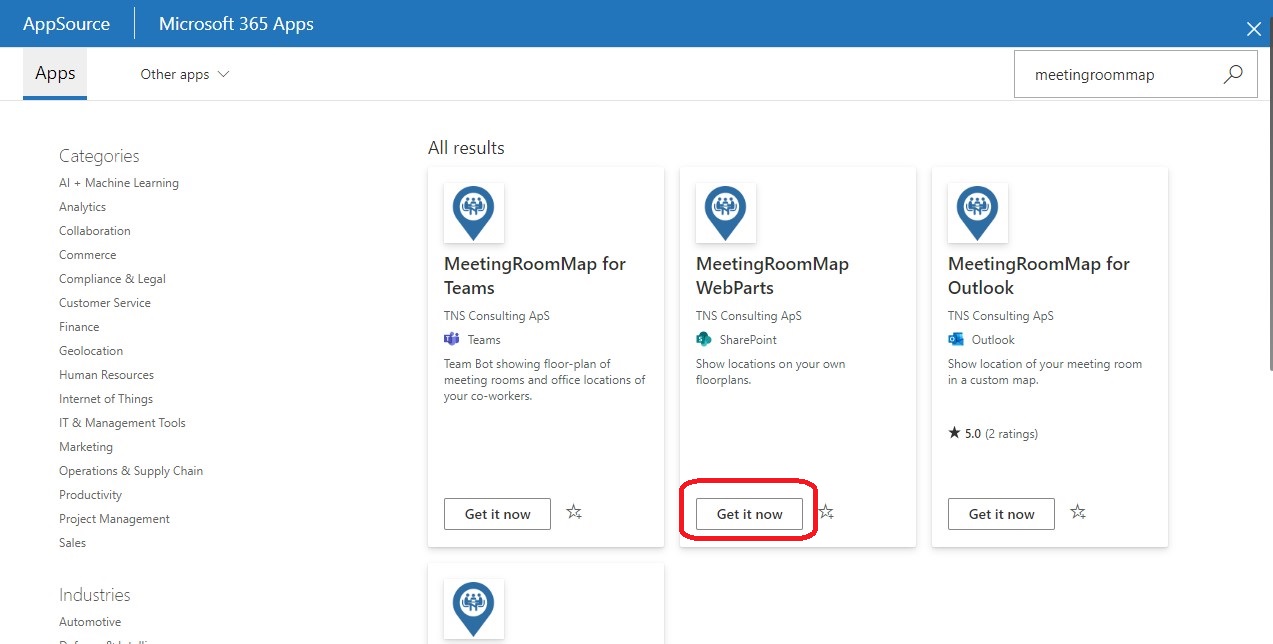 AppSource
Microsoft 365 Apps
Apps
Other apps
meetingroommap
Categories
AI + Machine Learning
Analytics
Collaboration
Commerce
Compliance & Legal
Customer Service
Finance
Geolocation
Human Resources
Internet of Things
IT & Management Tools
Marketing
Operations & Supply Chain
Productivity
Project Management
Sales
Industries
Automotive
All results
MeetingRoomMap for
Teams
TNS Consulting ApS
Teams
Team Bot showing floor-plan of
meeting rooms and office locations of
your co-workers.
Get it now
MeetingRoomMap
WebParts
TNS Consulting ApS
SharePoint
Show locations on your own
floorplans.
Get it now
MeetingRoomMap for
Outlook
TNS Consulting ApS
Outlook
Show location of your meeting room
in a custom map.
5.0 (2 ratings)
Get it now